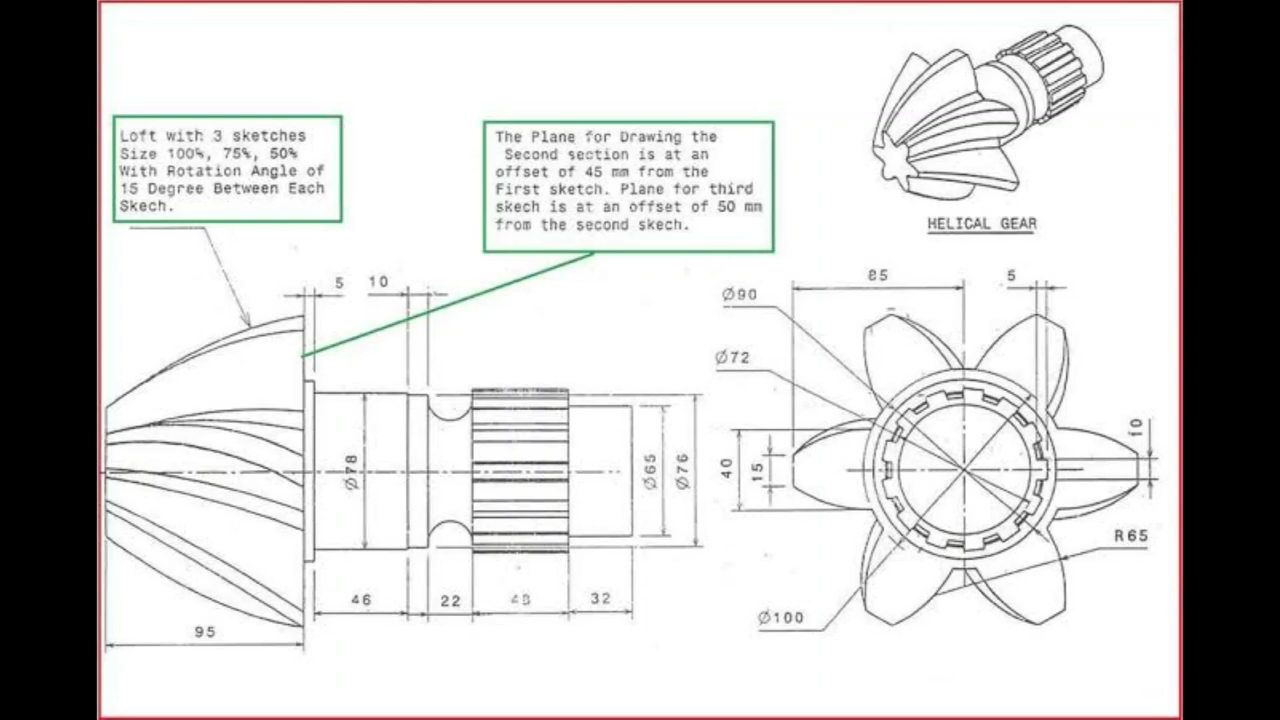 Loft with 3 sketches
Size 100%, 75%, 50%
With Rotation Angle of
15 Degree Between Each
Skech.
The Plane for Drawing the
Second section is at an
offset of 45 mm from the
First sketch. Plane for third
skech is at an offset of 50 mm
from the second skech.
HELICAL GEAR
5
10
85
5
Ø90
Ø72
Ø78
Ø65
Ø76
40
15
10
R65
46
22
48
32
Ø100
95